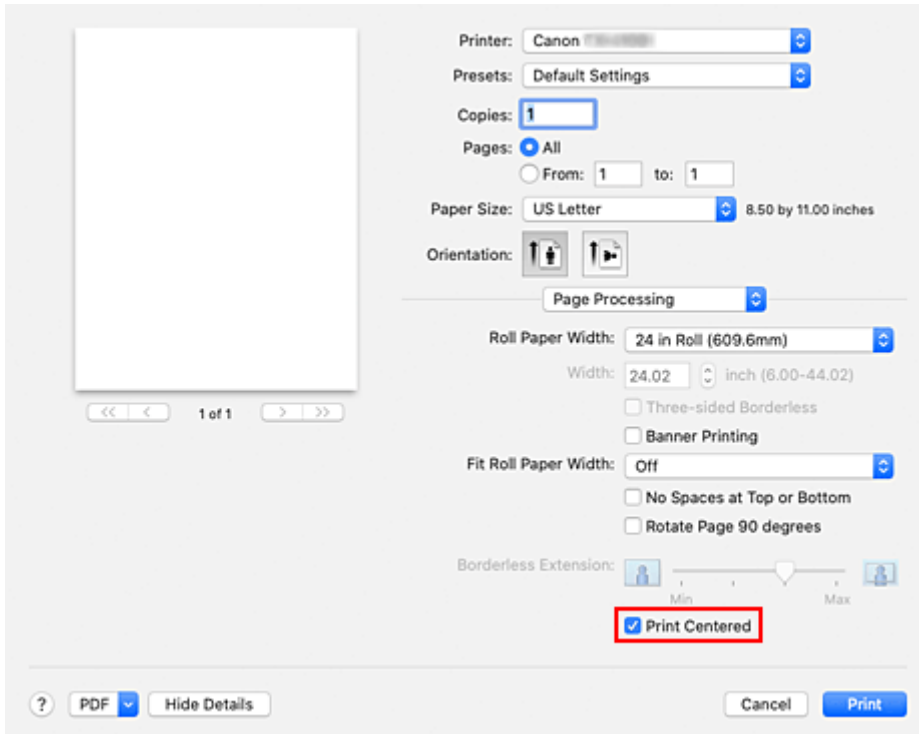 Printer: Canon
Presets: Default Settings
Copies: 1
Pages: All
From: 1 to: 1
Paper Size: US Letter 8.50 by 11.00 inches
Orientation:
Page Processing
Roll Paper Width: 24 in Roll (609.6mm)
Width: 24.02 inch (6.00-44.02)
Three-sided Borderless
Banner Printing
Fit Roll Paper Width: Off
No Spaces at Top or Bottom
Rotate Page 90 degrees
Borderless Extension:
Min Max
Print Centered
<< < 1 of 1 > >>
? PDF Hide Details Cancel Print